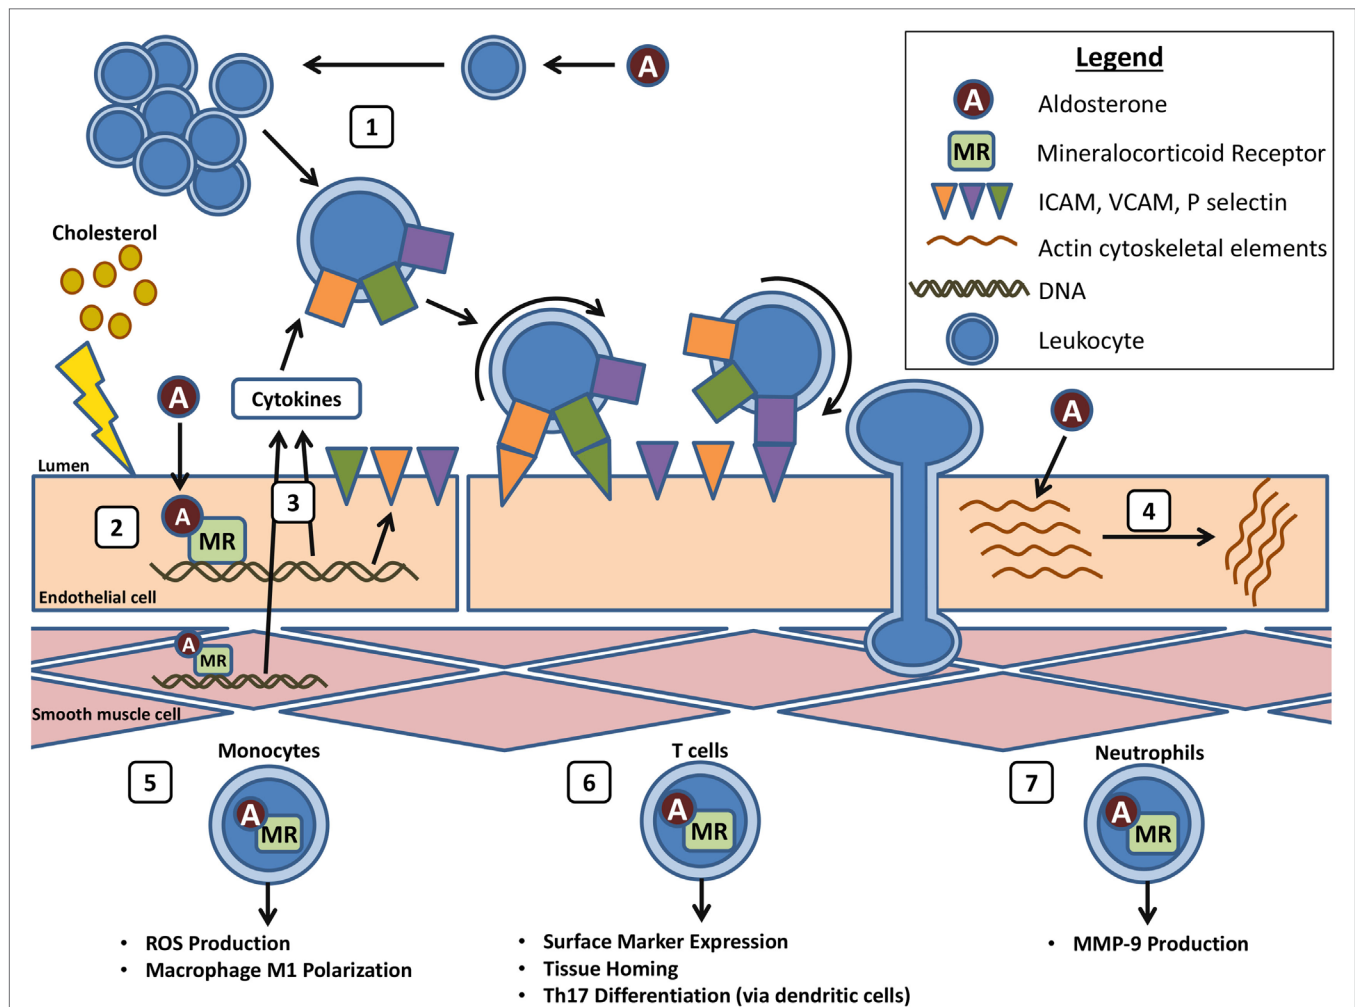 Legend
A
Aldosterone
MR
Mineralocorticoid Receptor
ICAM, VCAM, P selectin
Actin cytoskeletal elements
DNA
Leukocyte
A
1
Cholesterol
A
Cytokines
A
Lumen
2
A
MR
3
4
Endothelial cell
A
MR
Smooth muscle cell
Monocytes
5
A
MR
• ROS Production
• Macrophage M1 Polarization
T cells
6
A
MR
• Surface Marker Expression
• Tissue Homing
• Th17 Differentiation (via dendritic cells)
Neutrophils
7
A
MR
• MMP-9 Production